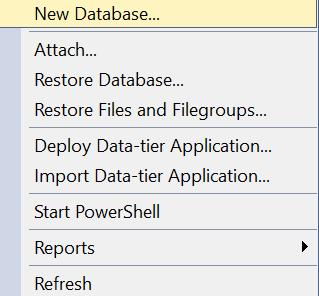 New Database...
Attach...
Restore Database...
Restore Files and Filegroups...
Deploy Data-tier Application...
Import Data-tier Application...
Start PowerShell
Reports
Refresh